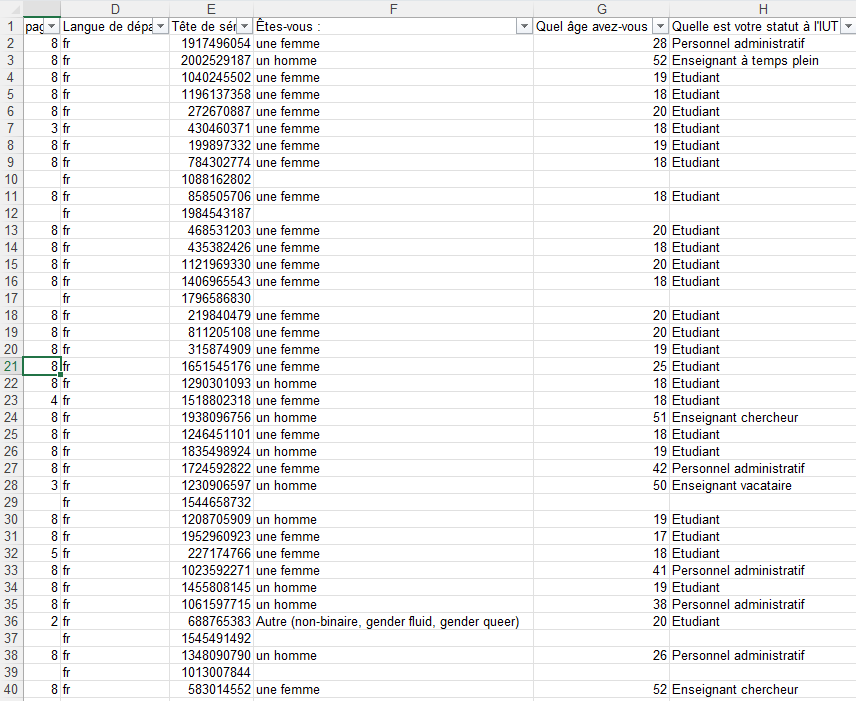 D E F G H
1 pag Langue de dépa Tête de sér Êtes-vous : Quel âge avez-vous Quelle est votre statut à l'IUT
2 8 fr 1917496054 une femme 28 Personnel administratif
3 8 fr 2002529187 un homme 52 Enseignant à temps plein
4 8 fr 1040245502 une femme 19 Etudiant
5 8 fr 1196137358 une femme 18 Etudiant
6 8 fr 272670887 une femme 20 Etudiant
7 3 fr 430460371 une femme 18 Etudiant
8 8 fr 199897332 une femme 19 Etudiant
9 8 fr 784302774 une femme 18 Etudiant
10 fr 1088162802
11 8 fr 858505706 une femme 18 Etudiant
12 fr 1984543187
13 8 fr 468531203 une femme 20 Etudiant
14 8 fr 435382426 une femme 18 Etudiant
15 8 fr 1121969330 une femme 20 Etudiant
16 8 fr 1406965543 une femme 18 Etudiant
17 fr 1796586830
18 8 fr 219840479 une femme 20 Etudiant
19 8 fr 811205108 une femme 20 Etudiant
20 8 fr 315874909 une femme 19 Etudiant
21 8 fr 1651545176 une femme 25 Etudiant
22 8 fr 1290301093 un homme 18 Etudiant
23 4 fr 1518802318 une femme 18 Etudiant
24 8 fr 1938096756 un homme 51 Enseignant chercheur
25 8 fr 1246451101 une femme 18 Etudiant
26 8 fr 1835498924 un homme 19 Etudiant
27 8 fr 1724592822 une femme 42 Personnel administratif
28 3 fr 1230906597 un homme 50 Enseignant vacataire
29 fr 1544658732
30 8 fr 1208705909 un homme 19 Etudiant
31 8 fr 1952960923 une femme 17 Etudiant
32 5 fr 227174766 une femme 18 Etudiant
33 8 fr 1023592271 une femme 41 Personnel administratif
34 8 fr 1455808145 un homme 19 Etudiant
35 8 fr 1061597715 un homme 38 Personnel administratif
36 2 fr 688765383 Autre (non-binaire, gender fluid, gender queer) 20 Etudiant
37 fr 1545491492
38 8 fr 1348090790 un homme 26 Personnel administratif
39 fr 1013007844
40 8 fr 583014552 une femme 52 Enseignant chercheur